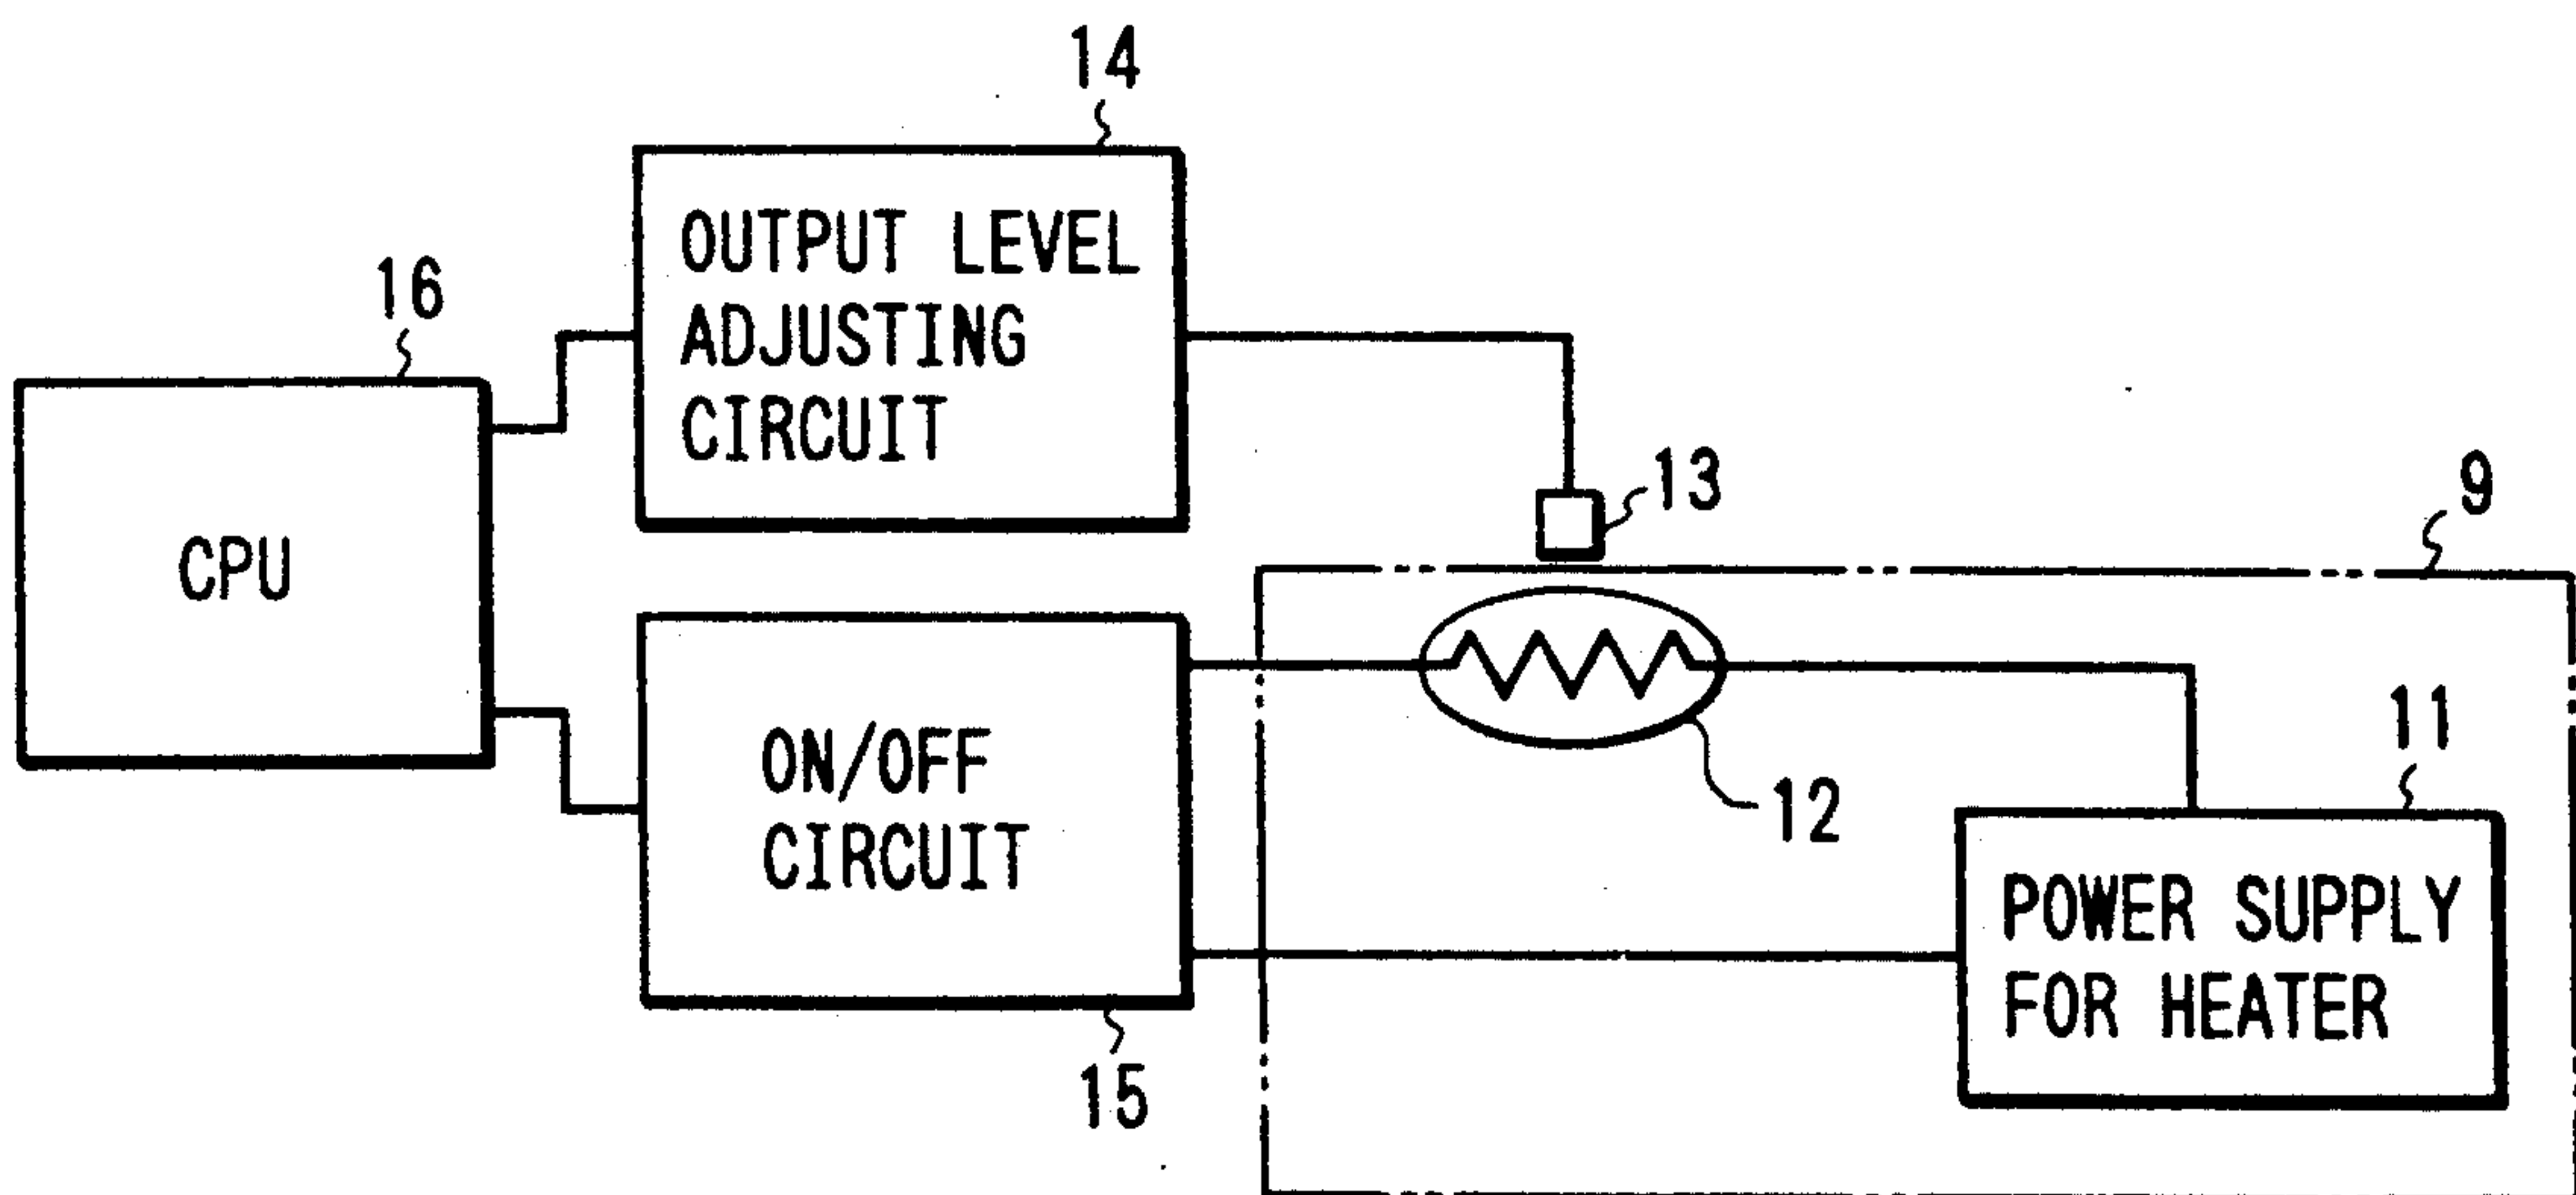 14
OUTPUT LEVEL
ADJUSTING
CIRCUIT
16
CPU
13
9
ON/OFF
CIRCUIT
12
11
POWER SUPPLY
FOR HEATER
15